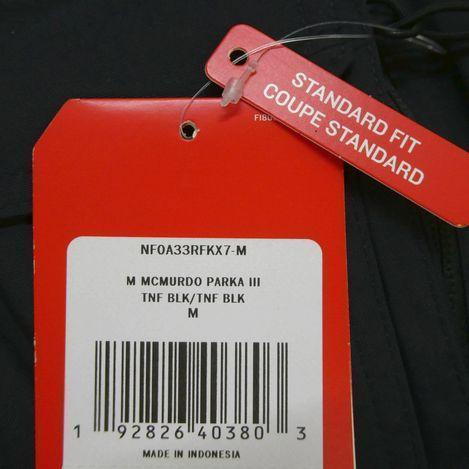 STANDARD FIT
COUPE STANDARD
NF0A33RFKX7-M
M MCMURDO PARKA III
TNF BLK/TNF BLK
M
1 92826 40380 3
MADE IN INDONESIA